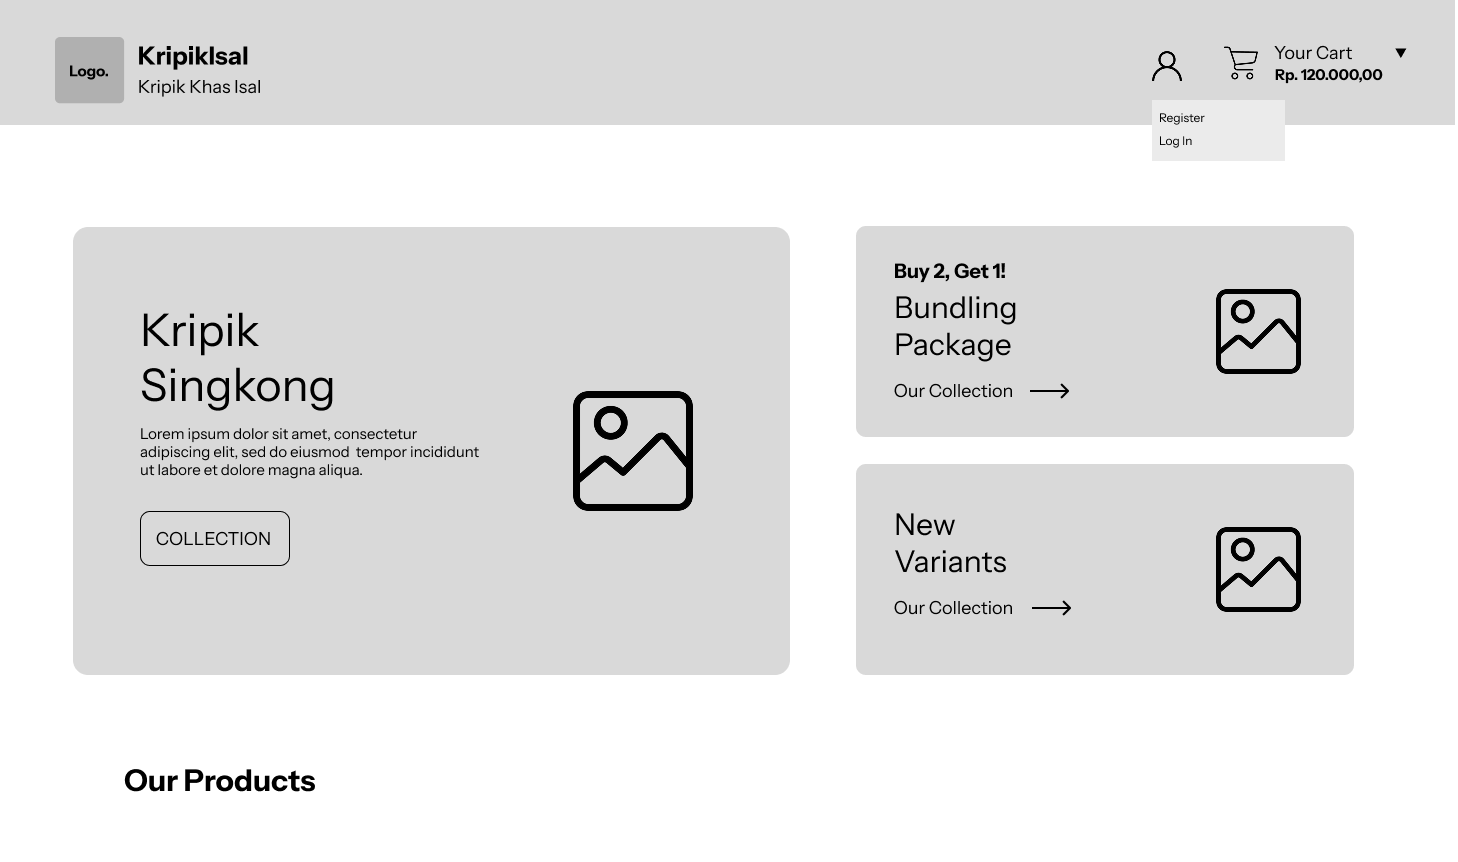 Logo.
KripikIsal
Kripik Khas Isal
Your Cart
Rp. 120.000,00
Register
Log In
Kripik
Singkong
Lorem ipsum dolor sit amet, consectetur
adipiscing elit, sed do eiusmod  tempor incididunt
ut labore et dolore magna aliqua.
COLLECTION
Buy 2, Get 1!
Bundling
Package
Our Collection
New
Variants
Our Collection
Our Products